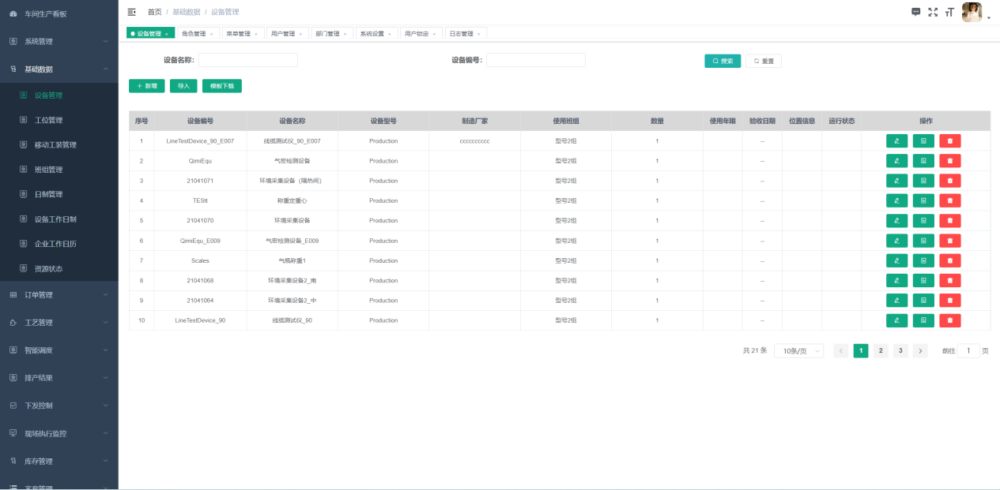 车间生产看板
系统管理
基础数据
设备管理
工位管理
移动工装管理
班组管理
日制管理
设备工作日制
企业工作日历
资源状态
订单管理
工艺管理
智能调度
排产结果
下发控制
现场执行监控
库存管理
首页 / 基础数据 / 设备管理
设备管理 × 角色管理 × 菜单管理 × 用户管理 × 部门管理 × 系统设置 × 用户锁定 × 日志管理 ×
设备名称: 设备编号: 搜索 重置
+ 新增 导入 模板下载
序号 设备编号 设备名称 设备型号 制造厂家 使用班组 数量 使用年限 验收日期 位置信息 运行状态 操作
1 LineTestDevice_90_E007 线缆测试仪_90_E007 Production cccccccccc 型号2组 1 --
2 QimiEqu 气密检测设备 Production 型号2组 1 --
3 21041071 环境采集设备（隔热间） Production 型号2组 1 --
4 TEStt 称重定重心 Production 型号2组 1 --
5 21041070 环境采集设备 Production 型号2组 1 --
6 QimiEqu_E009 气密检测设备_E009 Production 型号2组 1 --
7 Scales 气瓶称重1 Production 型号2组 1 --
8 21041068 环境采集设备2_南 Production 型号2组 1 --
9 21041064 环境采集设备2_中 Production 型号2组 1 --
10 LineTestDevice_90 线缆测试仪_90 Production 型号2组 1 --
共 21 条 10条/页 < 1 2 3 > 前往 1 页